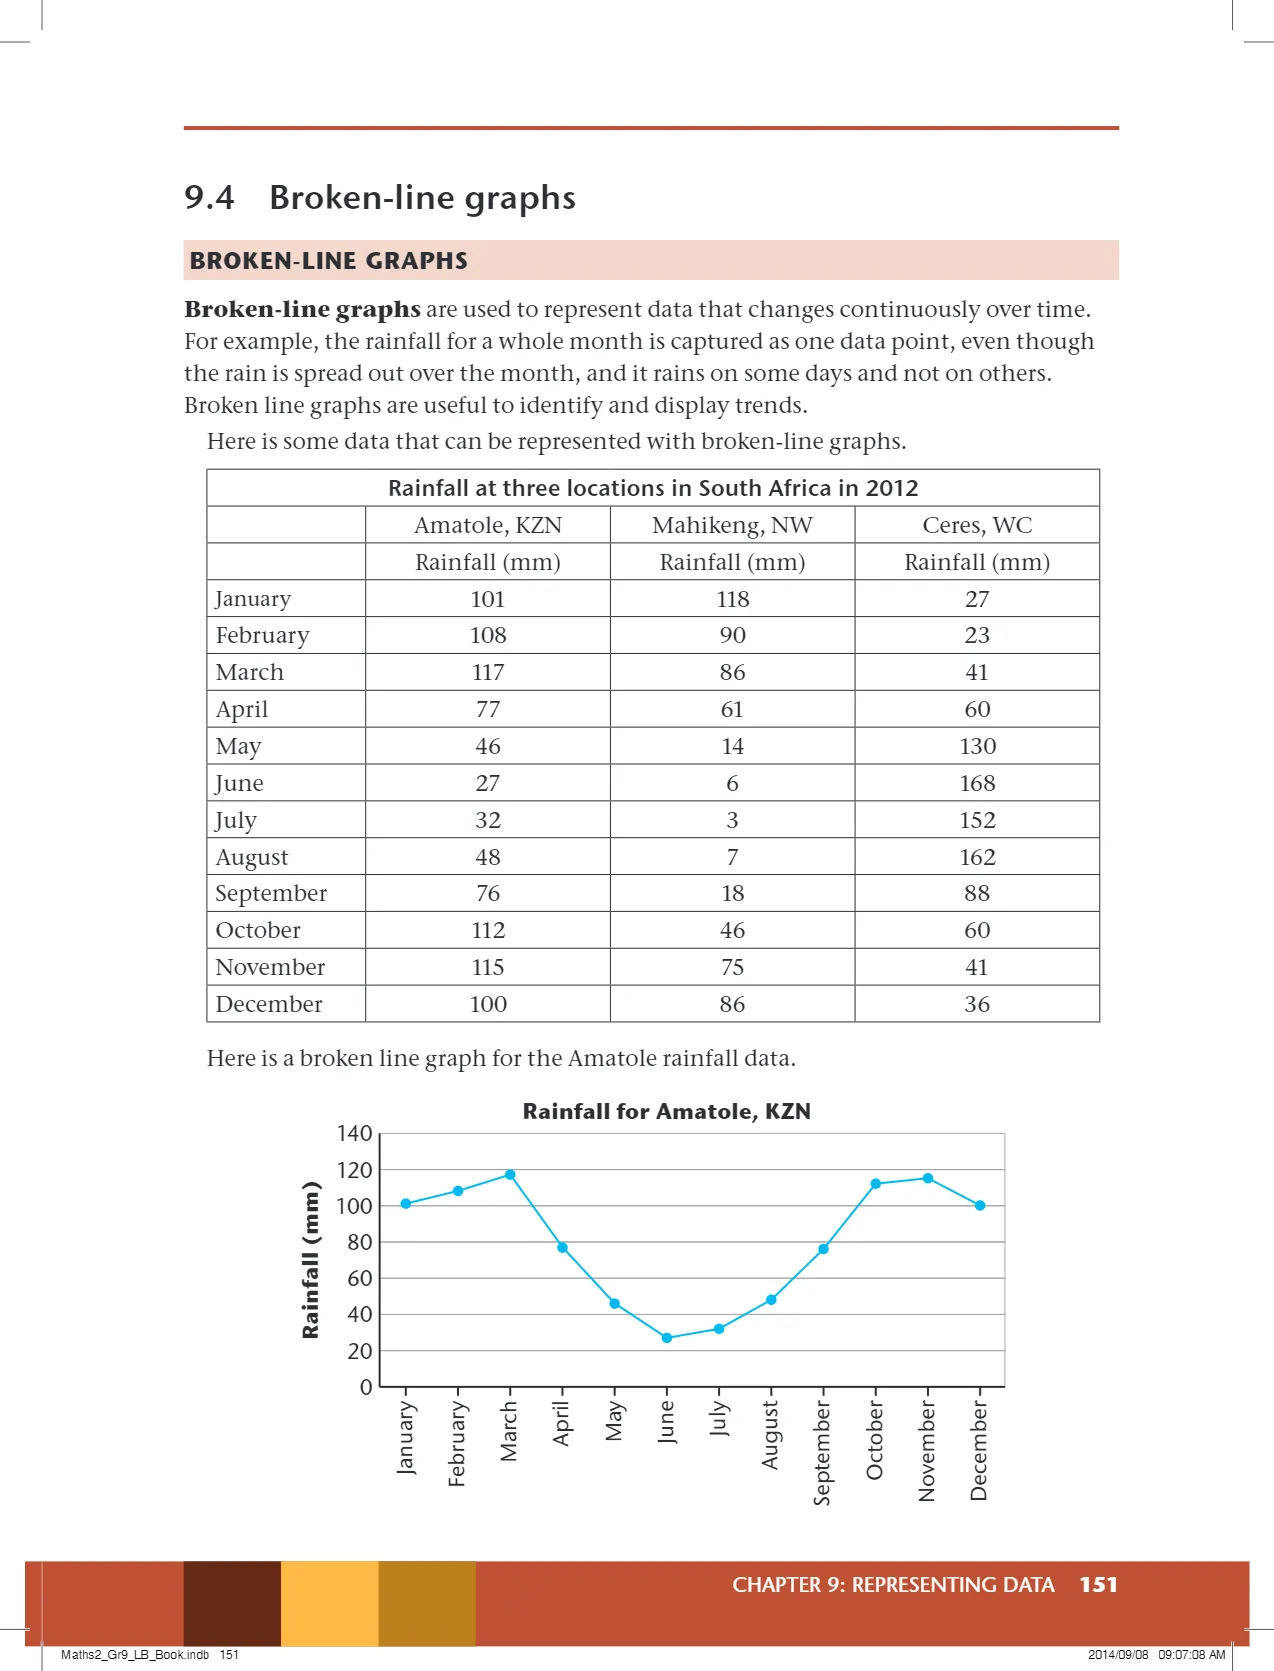 9.4 Broken-line graphs
BROKEN-LINE GRAPHS
Broken-line graphs are used to represent data that changes continuously over time.
For example, the rainfall for a whole month is captured as one data point, even though
the rain is spread out over the month, and it rains on some days and not on others.
Broken line graphs are useful to identify and display trends.
Here is some data that can be represented with broken-line graphs.
Rainfall at three locations in South Africa in 2012
Amatole, KZN Mahikeng, NW Ceres, WC
Rainfall (mm) Rainfall (mm) Rainfall (mm)
January 101 118 27
February 108 90 23
March 117 86 41
April 77 61 60
May 46 14 130
June 27 6 168
July 32 3 152
August 48 7 162
September 76 18 88
October 112 46 60
November 115 75 41
December 100 86 36
Here is a broken line graph for the Amatole rainfall data.
Rainfall for Amatole, KZN
Rainfall (mm)
140
120
100
80
60
40
20
0
January February March April May June July August September October November December
CHAPTER 9: REPRESENTING DATA 151
Maths2_Gr9_LB_Book.indb 151 2014/09/08 09:07:08 AM